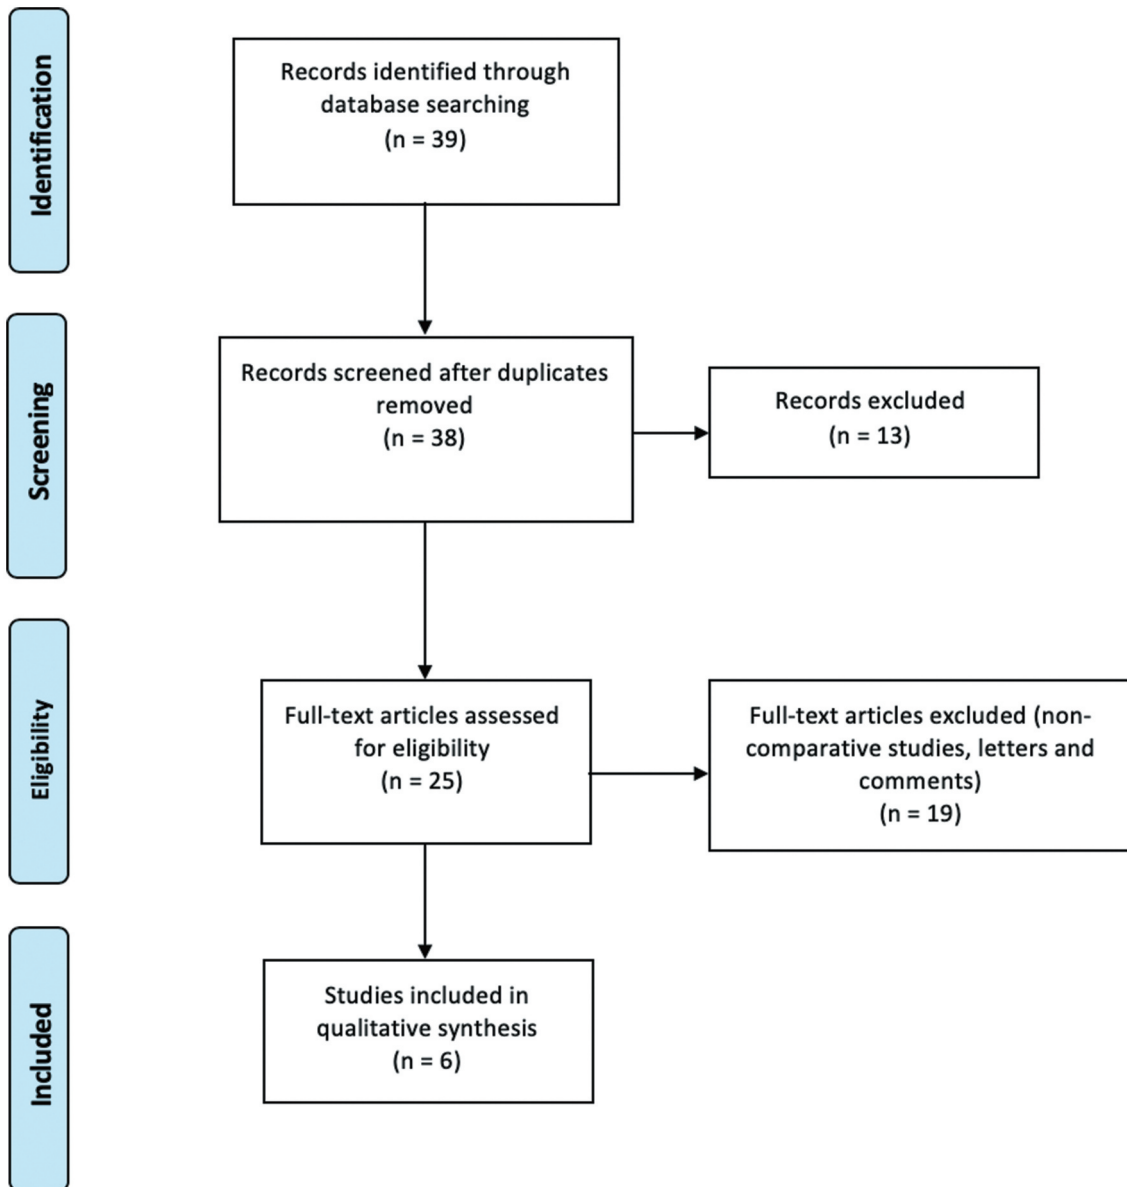 Identification
Records identified through
database searching
(n = 39)
Screening
Records screened after duplicates
removed
(n = 38)
Records excluded
(n = 13)
Eligibility
Full-text articles assessed
for eligibility
(n = 25)
Full-text articles excluded (non-
comparative studies, letters and
comments)
(n = 19)
Included
Studies included in
qualitative synthesis
(n = 6)